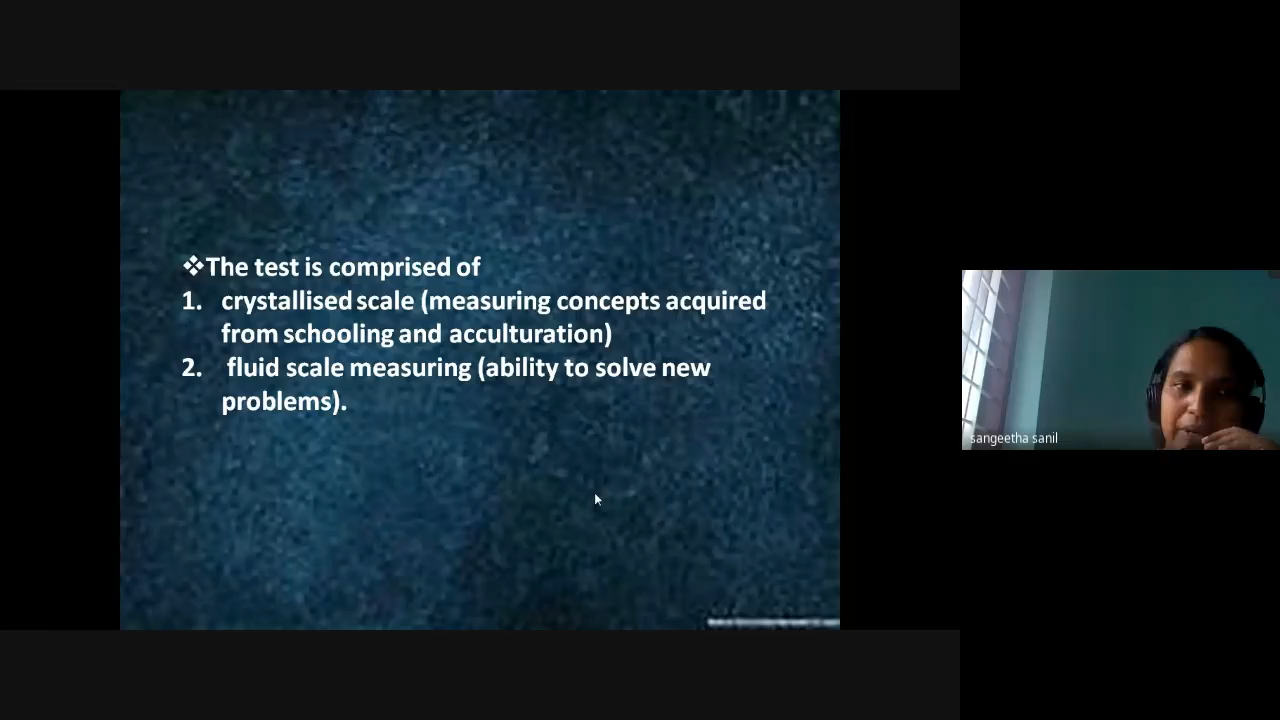 ❖The test is comprised of
1. crystallised scale (measuring concepts acquired
from schooling and acculturation)
2. fluid scale measuring (ability to solve new
problems).
sangeetha sanil